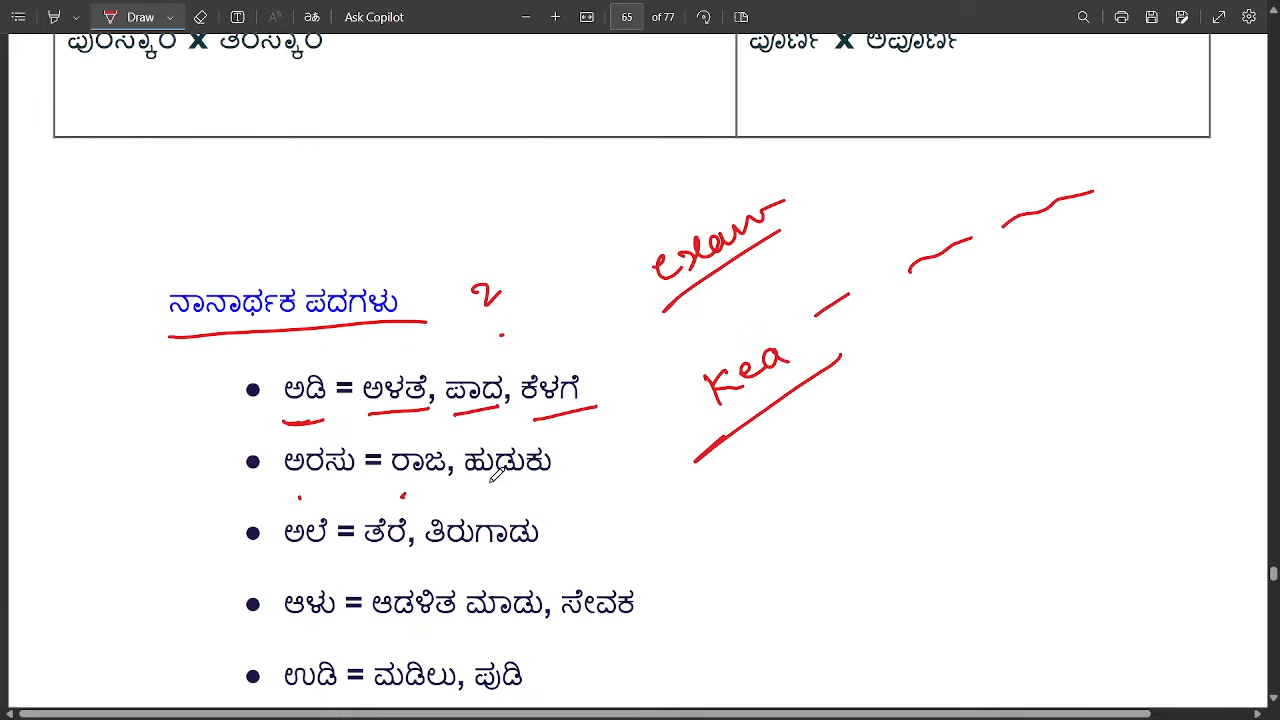 Draw
Ask Copilot
65 of 77
ಪುರಸ್ಕಾರ x ತಿರಸ್ಕಾರ
ಪೂರ್ಣ x ಅಪೂರ್ಣ
exam
ನಾನಾರ್ಥಕ ಪದಗಳು 2
Kea
● ಅಡಿ = ಅಳತೆ, ಪಾದ, ಕೆಳಗೆ
● ಅರಸು = ರಾಜ, ಹುಡುಕು
● ಅಲೆ = ತೆರೆ, ತಿರುಗಾಡು
● ಆಳು = ಆಡಳಿತ ಮಾಡು, ಸೇವಕ
● ಉಡಿ = ಮಡಿಲು, ಪುಡಿ